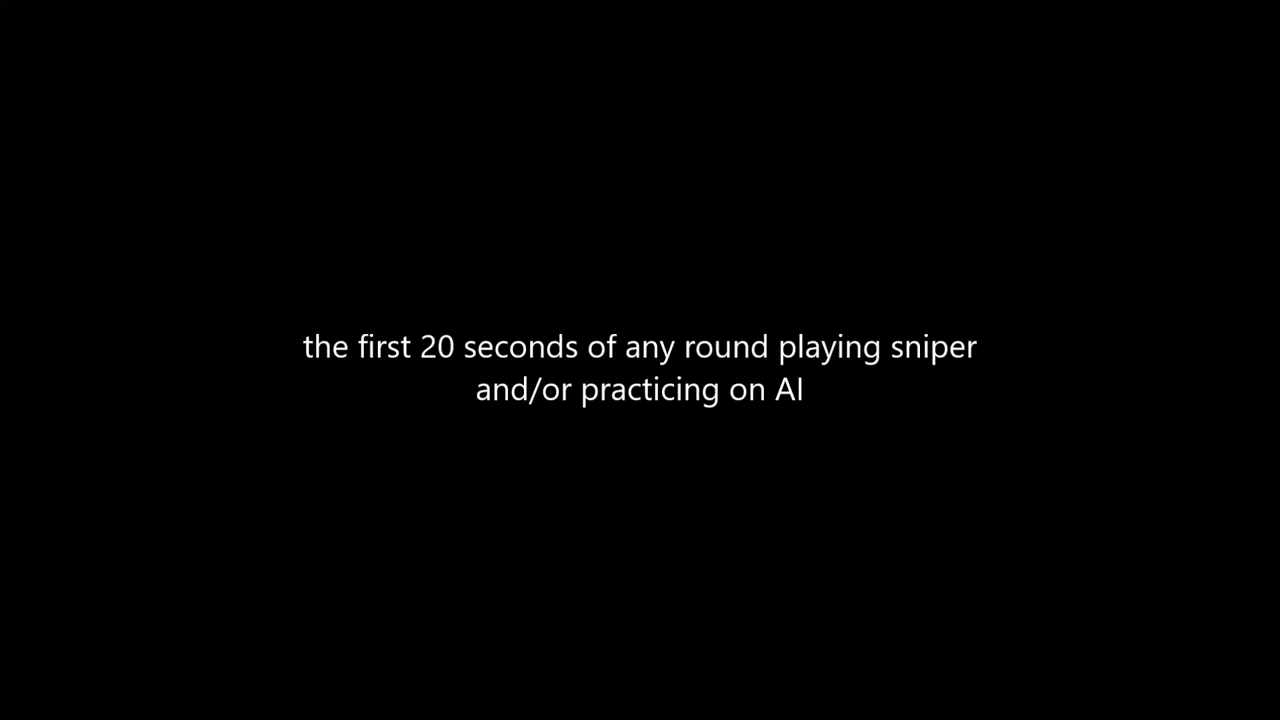 the first 20 seconds of any round playing sniper
and/or practicing on AI